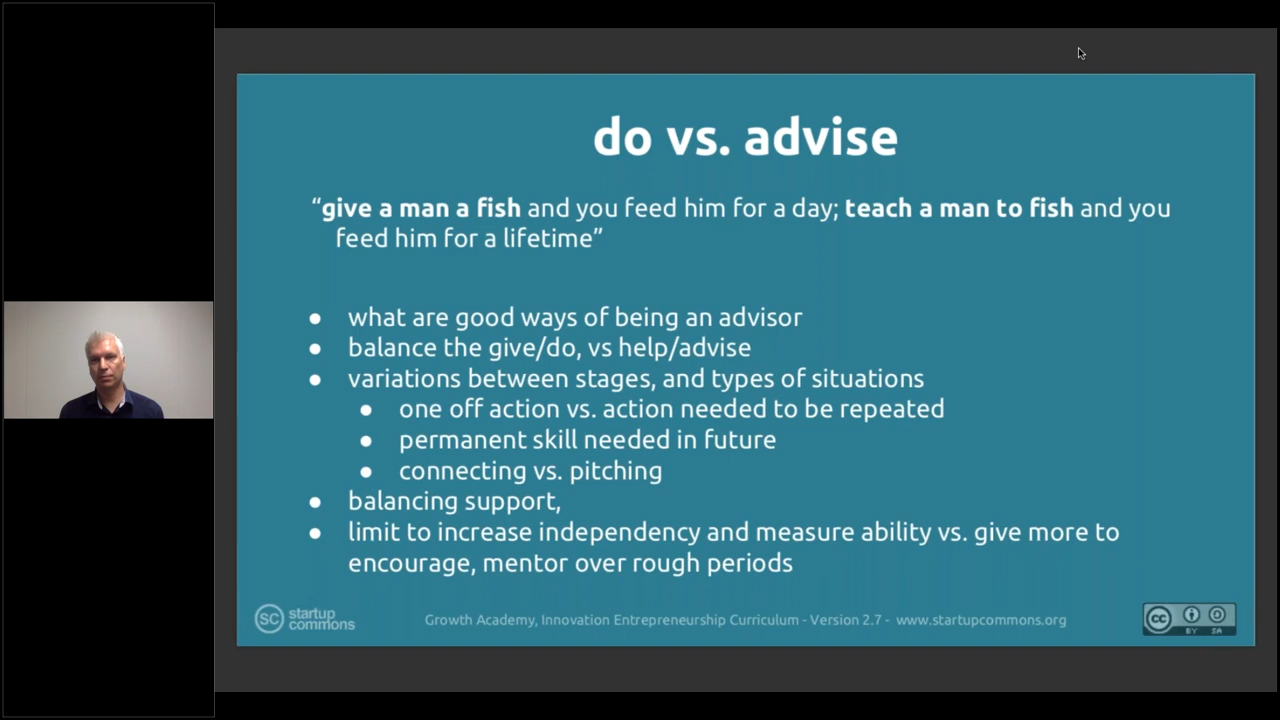 do vs. advise
“give a man a fish and you feed him for a day; teach a man to fish and you
feed him for a lifetime”
● what are good ways of being an advisor
● balance the give/do, vs help/advise
● variations between stages, and types of situations
● one off action vs. action needed to be repeated
● permanent skill needed in future
● connecting vs. pitching
● balancing support,
● limit to increase independency and measure ability vs. give more to
encourage, mentor over rough periods
SC startup
commons
Growth Academy, Innovation Entrepreneurship Curriculum - Version 2.7 - www.startupcommons.org
cc
BY SA